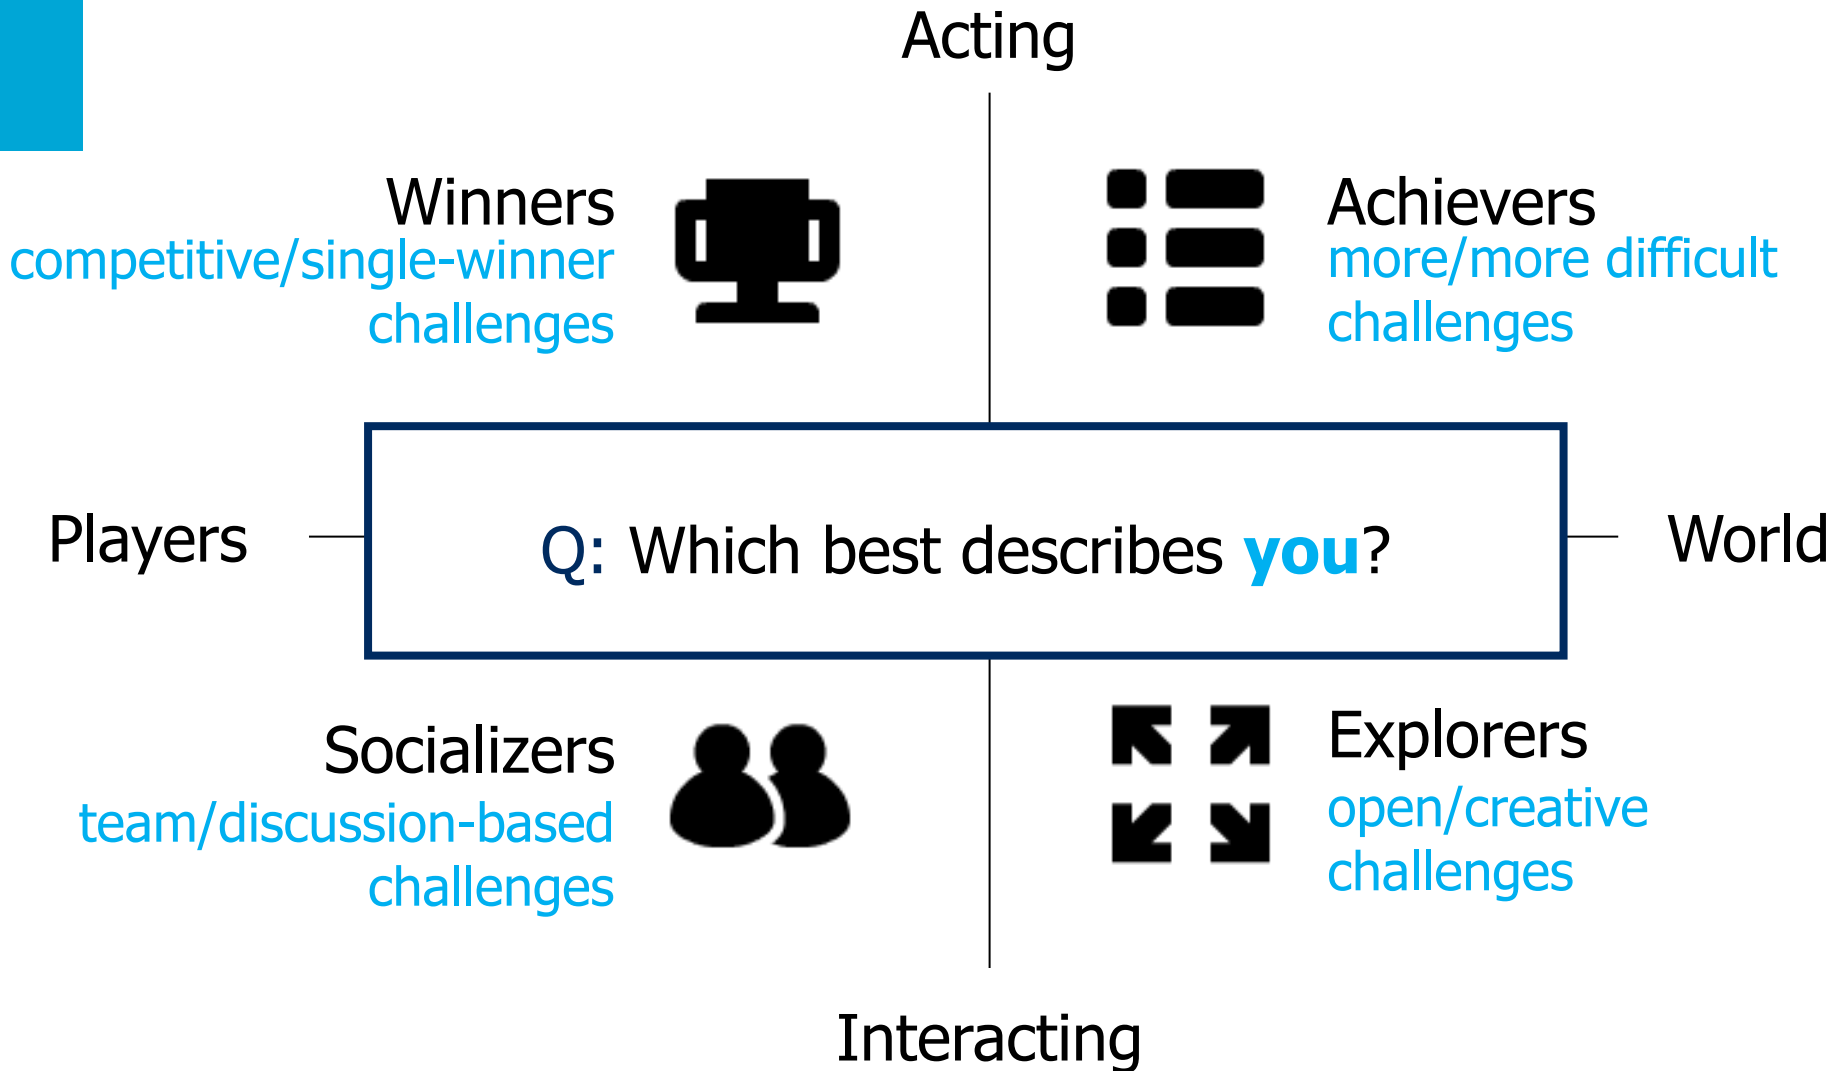 Acting
Winners
competitive/single-winner
challenges
Achievers
more/more difficult
challenges
Players
Q: Which best describes you?
World
Socializers
team/discussion-based
challenges
Explorers
open/creative
challenges
Interacting